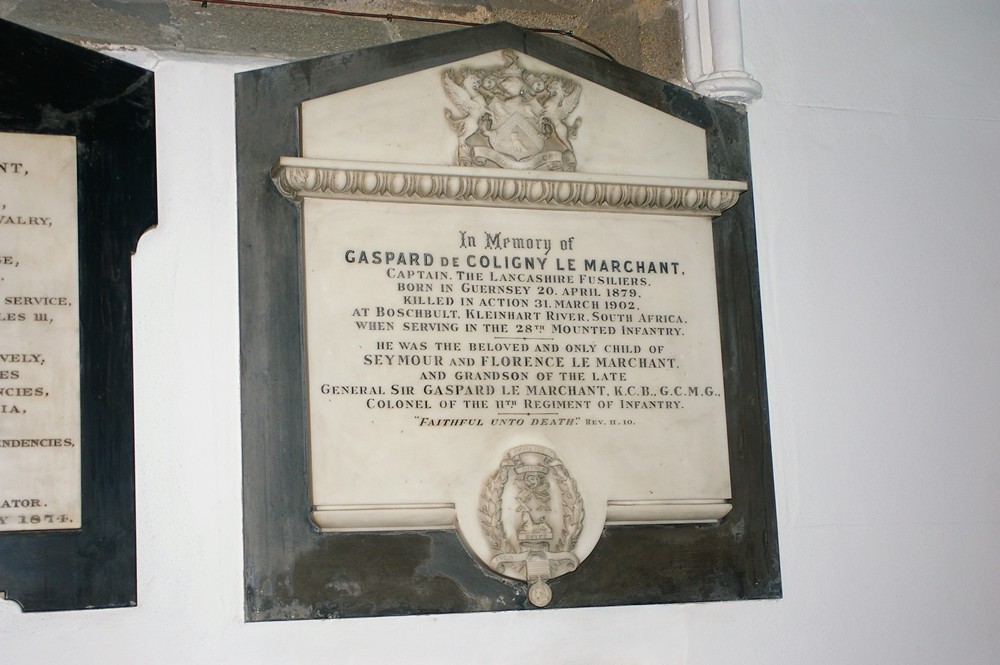 NT,
VALRY,
GE,
SERVICE,
LES III,
VELY,
ES
NCIES,
IA,
ENDENCIES,
ATOR.
Y 1874.
In Memory of
GASPARD DE COLIGNY LE MARCHANT,
CAPTAIN, THE LANCASHIRE FUSILIERS.
BORN IN GUERNSEY 20. APRIL 1879,
KILLED IN ACTION 31. MARCH 1902,
AT BOSCHBULT, KLEINHART RIVER, SOUTH AFRICA,
WHEN SERVING IN THE 28TH MOUNTED INFANTRY.
HE WAS THE BELOVED AND ONLY CHILD OF
SEYMOUR AND FLORENCE LE MARCHANT,
AND GRANDSON OF THE LATE
GENERAL SIR GASPARD LE MARCHANT, K.C.B., G.C.M.G.,
COLONEL OF THE 11TH REGIMENT OF INFANTRY.
"FAITHFUL UNTO DEATH". REV. II. 10.